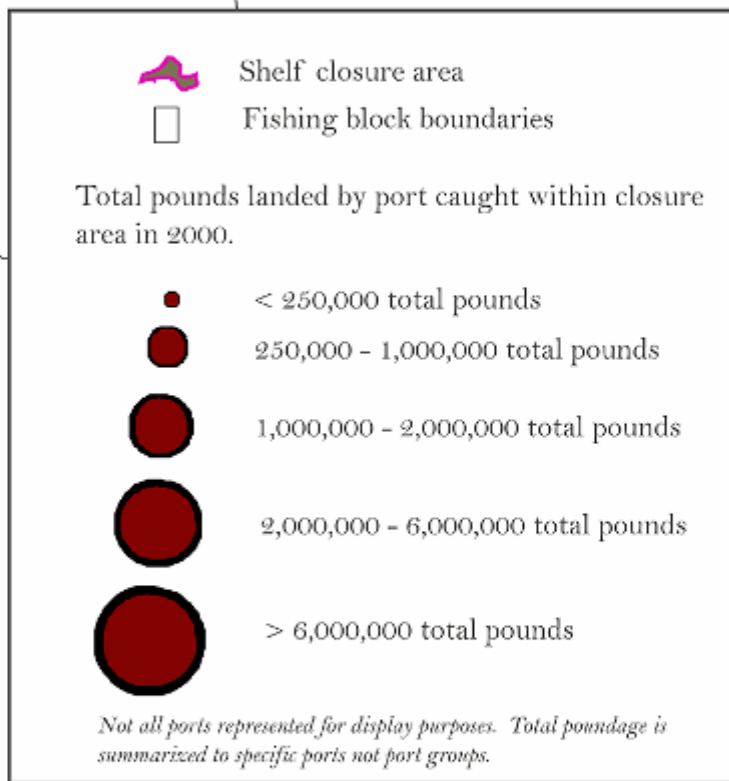 Shelf closure area
Fishing block boundaries
Total pounds landed by port caught within closure
area in 2000.
< 250,000 total pounds
250,000 - 1,000,000 total pounds
1,000,000 - 2,000,000 total pounds
2,000,000 - 6,000,000 total pounds
> 6,000,000 total pounds
Not all ports represented for display purposes. Total poundage is
summarized to specific ports not port groups.